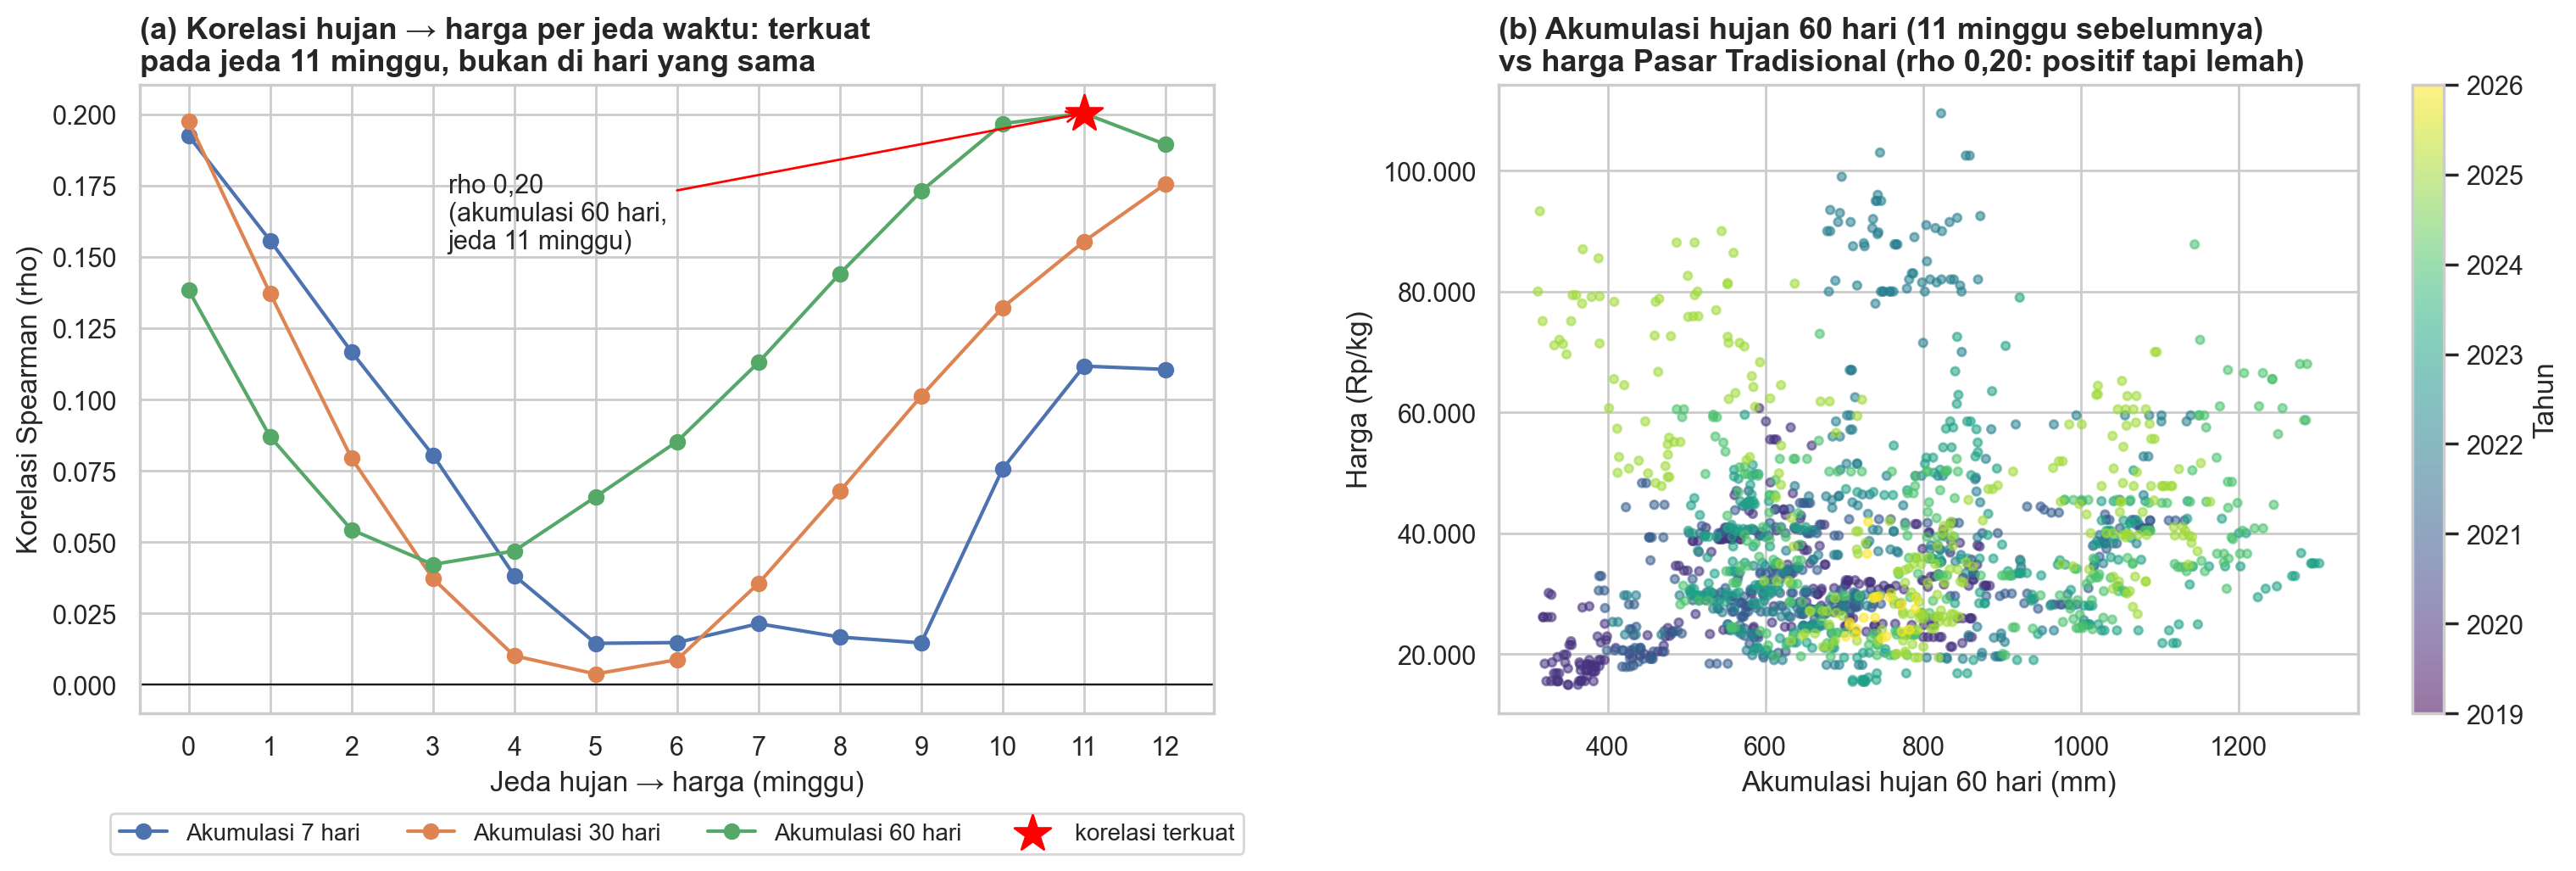 (a) Korelasi hujan → harga per jeda waktu: terkuat
pada jeda 11 minggu, bukan di hari yang sama
Korelasi Spearman (rho)
0.200
0.175
0.150
0.125
0.100
0.075
0.050
0.025
0.000
rho 0,20
(akumulasi 60 hari,
jeda 11 minggu)
0 1 2 3 4 5 6 7 8 9 10 11 12
Jeda hujan → harga (minggu)
Akumulasi 7 hari Akumulasi 30 hari Akumulasi 60 hari korelasi terkuat
(b) Akumulasi hujan 60 hari (11 minggu sebelumnya)
vs harga Pasar Tradisional (rho 0,20: positif tapi lemah)
Harga (Rp/kg)
100.000
80.000
60.000
40.000
20.000
400 600 800 1000 1200
Akumulasi hujan 60 hari (mm)
2026
2025
2024
2023
2022
2021
2020
2019
Tahun